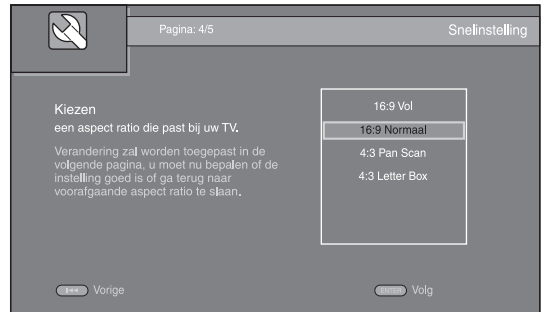 Pagina: 4/5
Snelinstelling
Kiezen
een aspect ratio die past bij uw TV.
Verandering zal worden toegepast in de
volgende pagina, u moet nu bepalen of de
instelling goed is of ga terug naar
voorafgaande aspect ratio te slaan.
16:9 Vol
16:9 Normaal
4:3 Pan Scan
4:3 Letter Box
Vorige
ENTER Volg